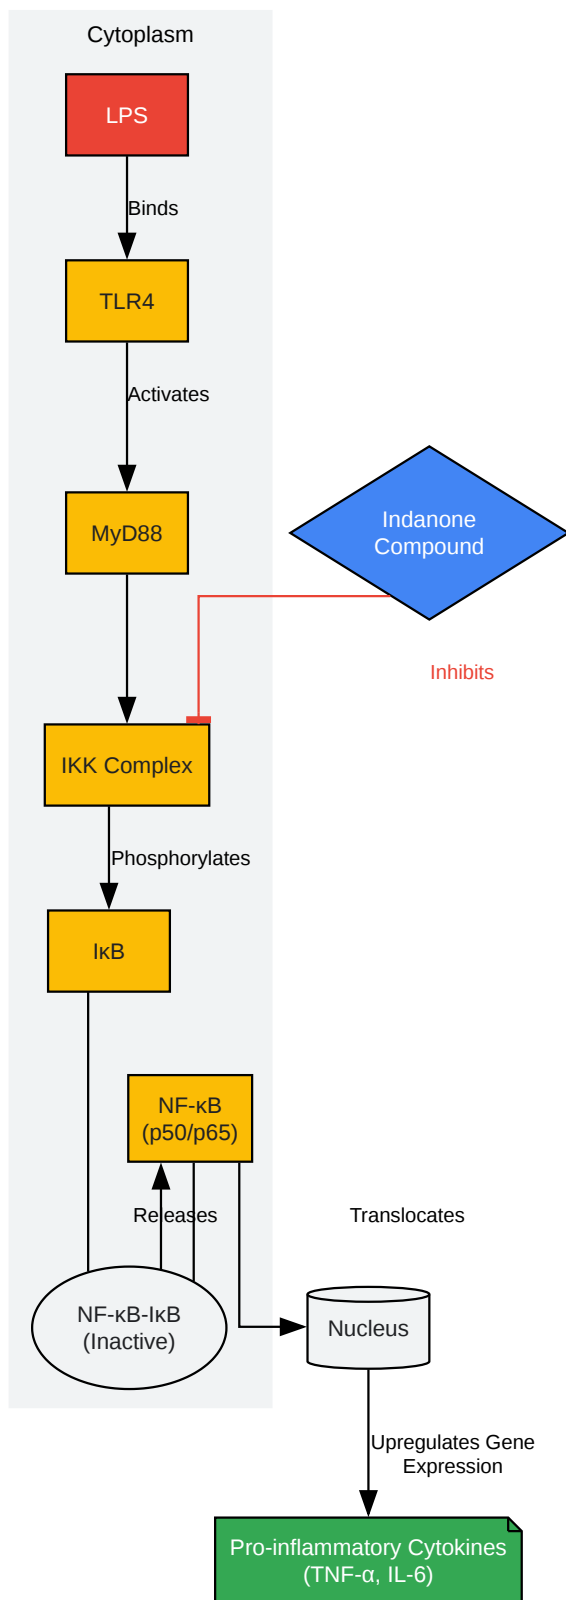 Cytoplasm
LPS
Binds
TLR4
Activates
MyD88
Indanone
Compound
Inhibits
IKK Complex
Phosphorylates
IκB
NF-κB
(p50/p65)
Releases
Translocates
NF-κB-IκB
(Inactive)
Nucleus
Upregulates Gene
Expression
Pro-inflammatory Cytokines
(TNF-α, IL-6)